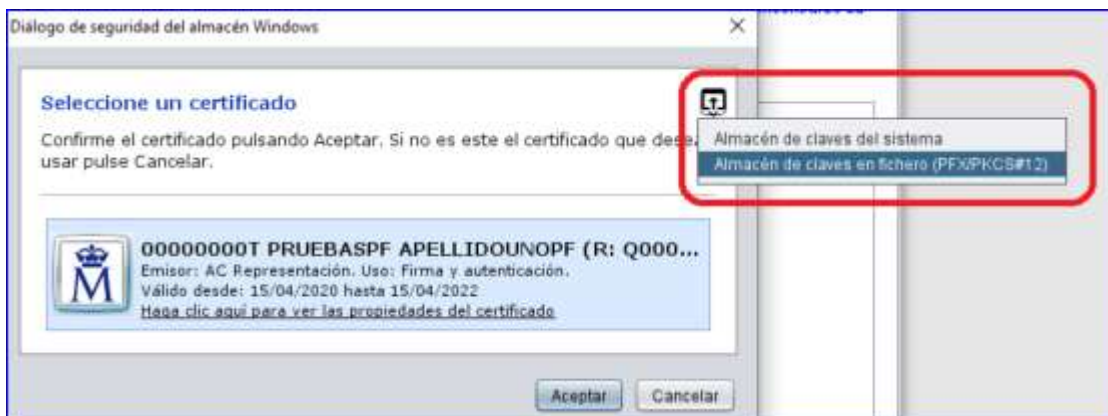 Diálogo de seguridad del almacén Windows
Seleccione un certificado
Confirme el certificado pulsando Aceptar. Si no es este el certificado que desea
usar pulse Cancelar.
Almacén de claves del sistema
Almacén de claves en fichero (PFX/PKCS#12)
00000000T PRUEBASPF APELLIDOUNOPF (R: Q000...
Emisor: AC Representación. Uso: Firma y autenticación.
Válido desde: 15/04/2020 hasta 15/04/2022
Haga clic aquí para ver las propiedades del certificado
Aceptar
Cancelar